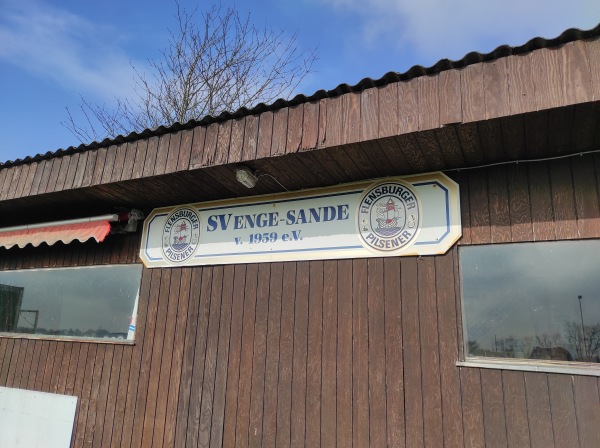 FLENSBURGER
PILSENER
SV ENGE-SANDE
v. 1959 e.V.
FLENSBURGER
PILSENER